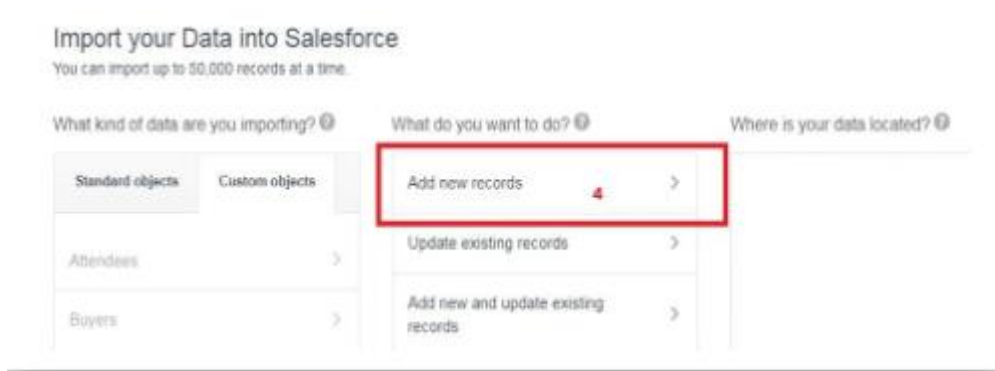 Import your Data into Salesforce
You can import up to 50,000 records at a time.
What kind of data are you importing?
What do you want to do?
Where is your data located?
Standard objects
Custom objects
Attendees
Buyers
Add new records
4
Update existing records
Add new and update existing
records